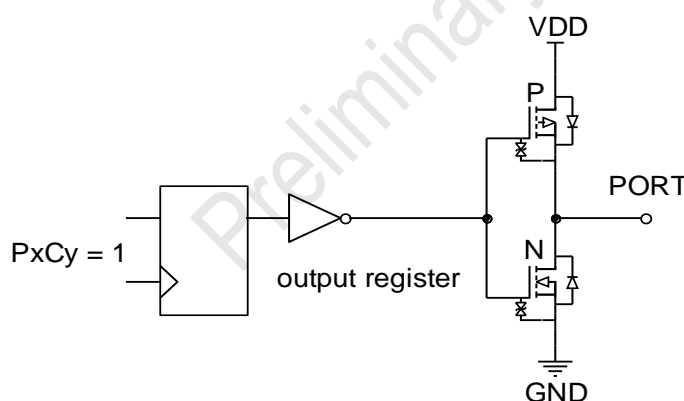 VDD
P
PORT
PxCy = 1
output register
N
GND
Preliminary